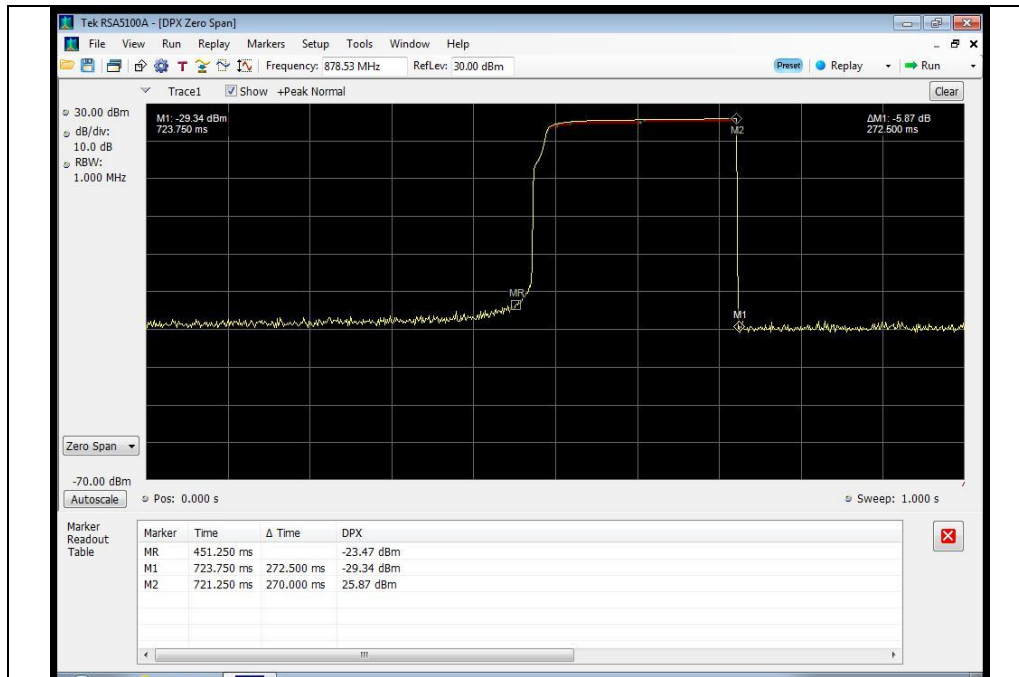 Tek RSA5100A - [DPX Zero Span]
File View Run Replay Markers Setup Tools Window Help
T Frequency: 878.53 MHz RefLev: 30.00 dBm Preset Replay Run
Trace1 Show +Peak Normal Clear
30.00 dBm
dB/div:
10.0 dB
RBW:
1.000 MHz
M1: -29.34 dBm
723.750 ms
ΔM1: -5.87 dB
272.500 ms
M2
MR
M1
Zero Span
-70.00 dBm
Autoscale Pos: 0.000 s Sweep: 1.000 s
Marker
Readout
Table
Marker Time Δ Time DPX
MR 451.250 ms -23.47 dBm
M1 723.750 ms 272.500 ms -29.34 dBm
M2 721.250 ms 270.000 ms 25.87 dBm